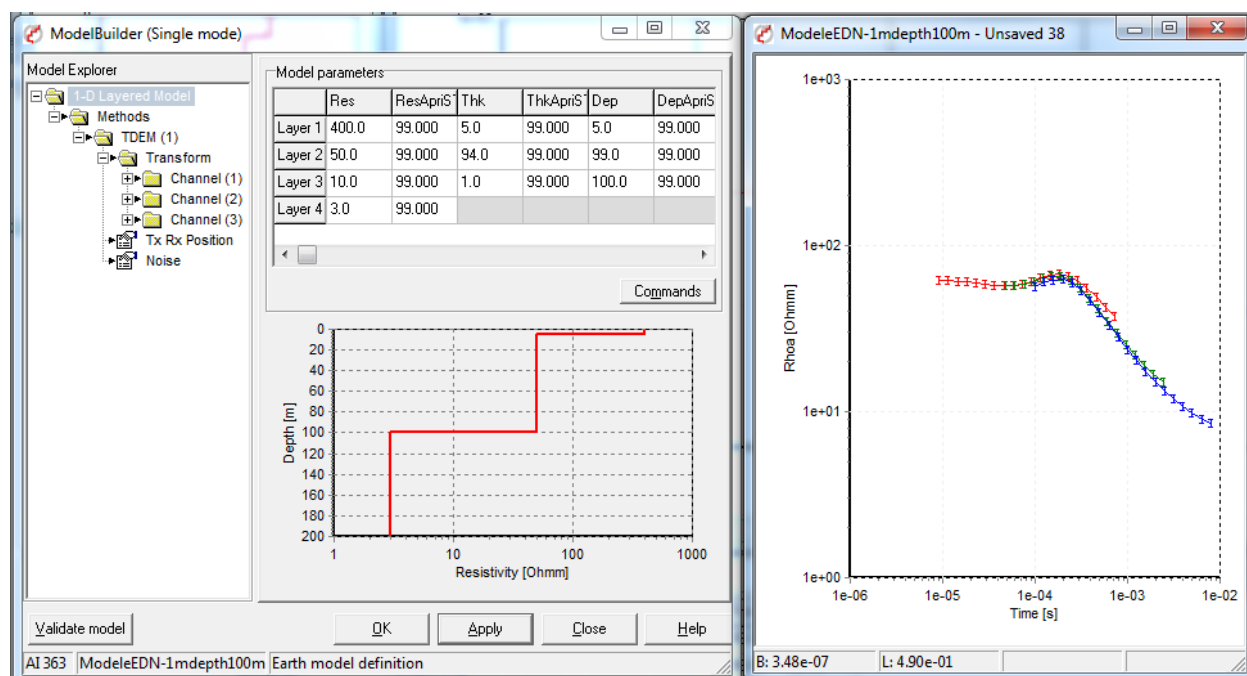 ModelBuilder (Single mode)
Model Explorer
1-D Layered Model
Methods
TDEM (1)
Transform
Channel (1)
Channel (2)
Channel (3)
Tx Rx Position
Noise
Model parameters
Res ResApriS Thk ThkApriS Dep DepApriS
Layer 1 400.0 99.000 5.0 99.000 5.0 99.000
Layer 2 50.0 99.000 94.0 99.000 99.0 99.000
Layer 3 10.0 99.000 1.0 99.000 100.0 99.000
Layer 4 3.0 99.000
Commands
0
20
40
60
80
100
120
140
160
180
200
Depth [m]
1 10 100 1000
Resistivity [Ohmm]
Validate model OK Apply Close Help
AI 363 ModeleEDN-1mdepth100m Earth model definition
ModeleEDN-1mdepth100m - Unsaved 38
1e+03
1e+02
1e+01
1e+00
Rhoa [Ohmm]
1e-06 1e-05 1e-04 1e-03 1e-02
Time [s]
B: 3.48e-07 L: 4.90e-01